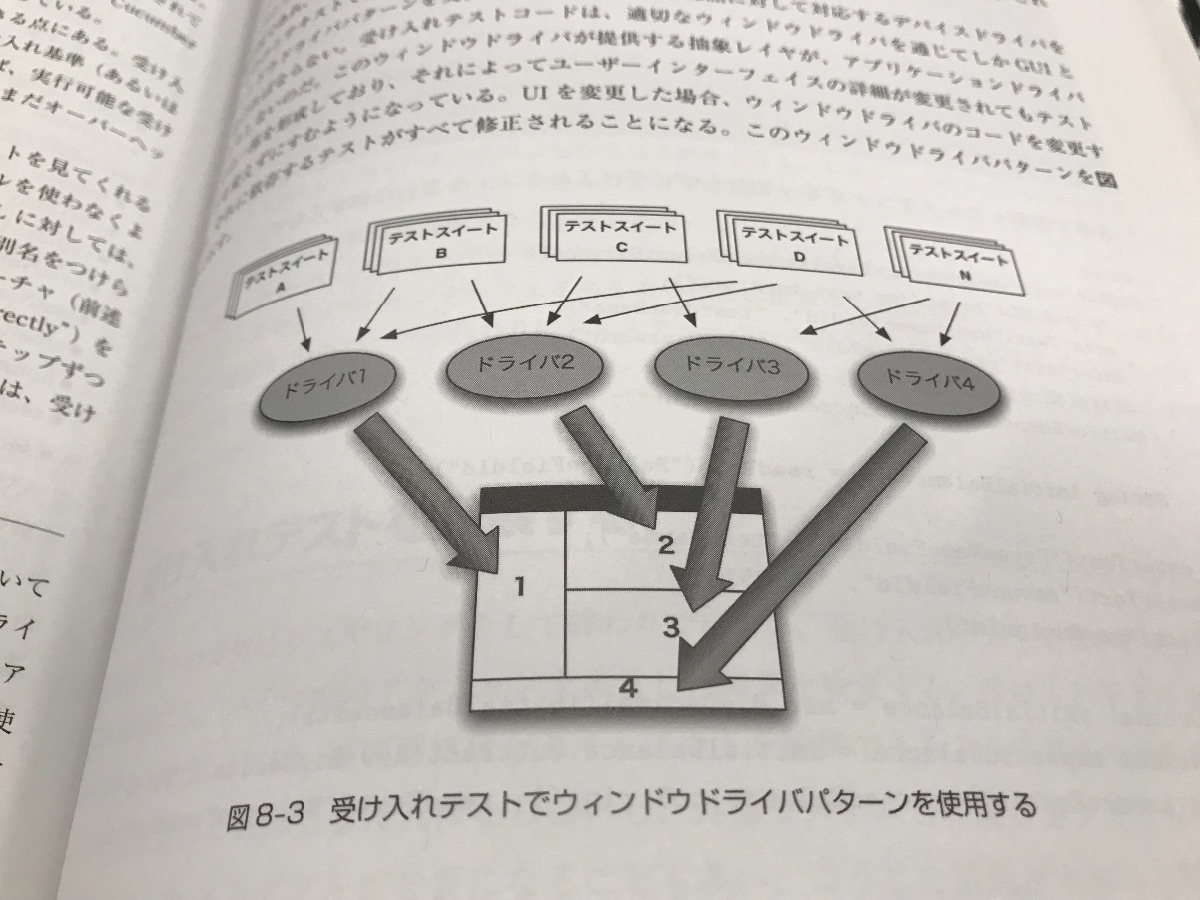 Cucumber
ている。
る点にある。受け入
入れ基準（あるいは
実行可能な受け
まだオーバーヘッ
トを見てくれる
ルを使わなくよ
に対しては、
別名をつけら
ーチャ（前述
rectly"）を
テップずつ
は、受け
いて
ライ
ア
使
に対して対応するデバイスドライバを
ならない。受け入れテストコードは、適切なウィンドウドライバを通じてしかGUIと
しないのだ。このウィンドウドライバが提供する抽象レイヤが、アプリケーションドライバ
を形成しており、それによってユーザーインターフェイスの詳細が変更されてもテスト
えずにすむようになっている。UIを変更した場合、ウィンドウドライバのコードを変更す
に依存するテストがすべて修正されることになる。このウィンドウドライバパターンを図
テストスイート
A
テストスイート
B
テストスイート
C
テストスイート
D
テストスイート
N
ドライバ1
ドライバ2
ドライバ3
ドライバ4
1
2
3
4
図8-3 受け入れテストでウィンドウドライバパターンを使用する